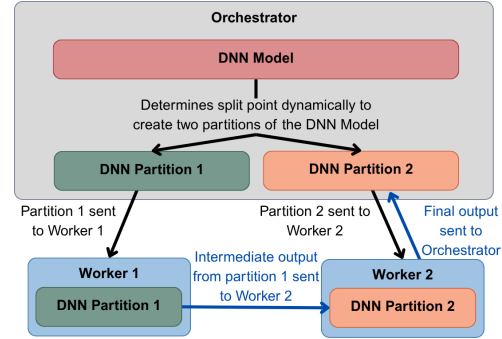 Orchestrator
DNN Model
Determines split point dynamically to
create two partitions of the DNN Model
DNN Partition 1
DNN Partition 2
Partition 1 sent
to Worker 1
Partition 2 sent to
Worker 2
Final output
sent to
Orchestrator
Intermediate output
from partition 1 sent
to Worker 2
Worker 1
DNN Partition 1
Worker 2
DNN Partition 2